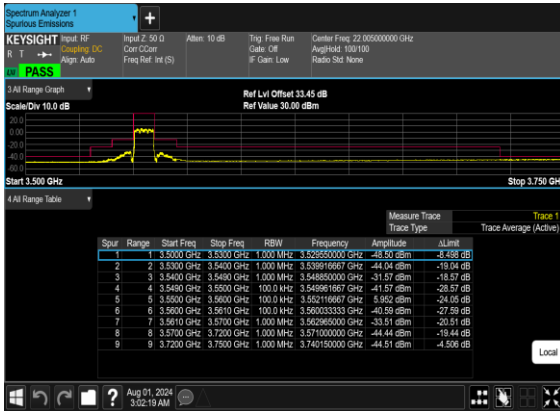 Spectrum Analyzer 1
Spurious Emissions
KEYSIGHT Input: RF Input Z: 50 Ω Atten: 10 dB Trig: Free Run Center Freq: 22.005000000 GHz
R T Coupling: DC Corr CCorr Gate: Off Avg|Hold: 100/100
Align: Auto Freq Ref: Int (S) IF Gain: Low Radio Std: None
PASS
3 All Range Graph
Ref Lvl Offset 33.45 dB
Scale/Div 10.0 dB Ref Value 30.00 dBm
20.0
0.00
-20.0
-40.0
-60.0
Start 3.500 GHz Stop 3.750 GH
4 All Range Table
Measure Trace Trace 1
Trace Type Trace Average (Active)
Spur Range Start Freq Stop Freq RBW Frequency Amplitude ΔLimit
1 1 3.5000 GHz 3.5300 GHz 1.000 MHz 3.529550000 GHz -48.50 dBm -8.498 dB
2 2 3.5300 GHz 3.5400 GHz 1.000 MHz 3.539916667 GHz -44.04 dBm -19.04 dB
3 3 3.5400 GHz 3.5490 GHz 1.000 MHz 3.548850000 GHz -31.57 dBm -18.57 dB
4 4 3.5490 GHz 3.5500 GHz 100.0 kHz 3.549961667 GHz -41.57 dBm -28.57 dB
5 5 3.5500 GHz 3.5600 GHz 100.0 kHz 3.552116667 GHz 5.952 dBm -24.05 dB
6 6 3.5600 GHz 3.5610 GHz 100.0 kHz 3.560033333 GHz -40.59 dBm -27.59 dB
7 7 3.5610 GHz 3.5700 GHz 1.000 MHz 3.562965000 GHz -33.51 dBm -20.51 dB
8 8 3.5700 GHz 3.7200 GHz 1.000 MHz 3.571000000 GHz -44.44 dBm -19.44 dB
9 9 3.7200 GHz 3.7500 GHz 1.000 MHz 3.740150000 GHz -44.51 dBm -4.506 dB
Local
Aug 01, 2024
3:02:19 AM